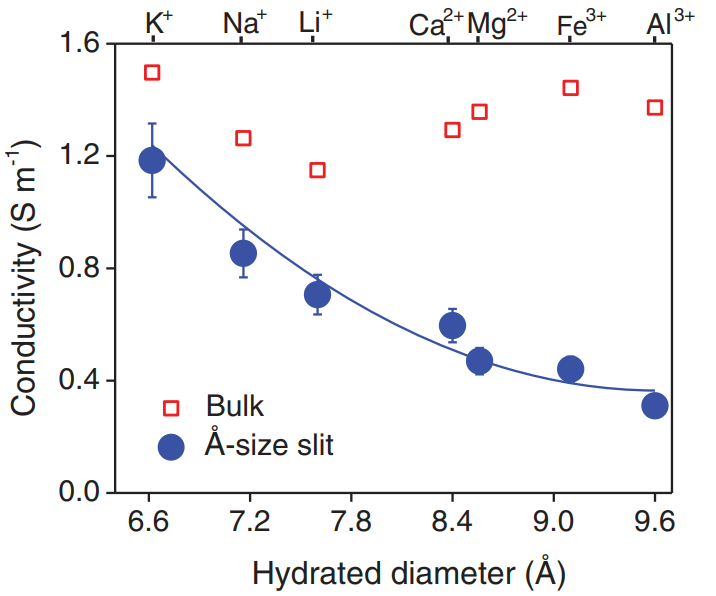 K+ Na+ Li+ Ca2+ Mg2+ Fe3+ Al3+
1.6
1.2
0.8
0.4
0.0
Conductivity (S m-1)
Bulk
Å-size slit
6.6 7.2 7.8 8.4 9.0 9.6
Hydrated diameter (Å)